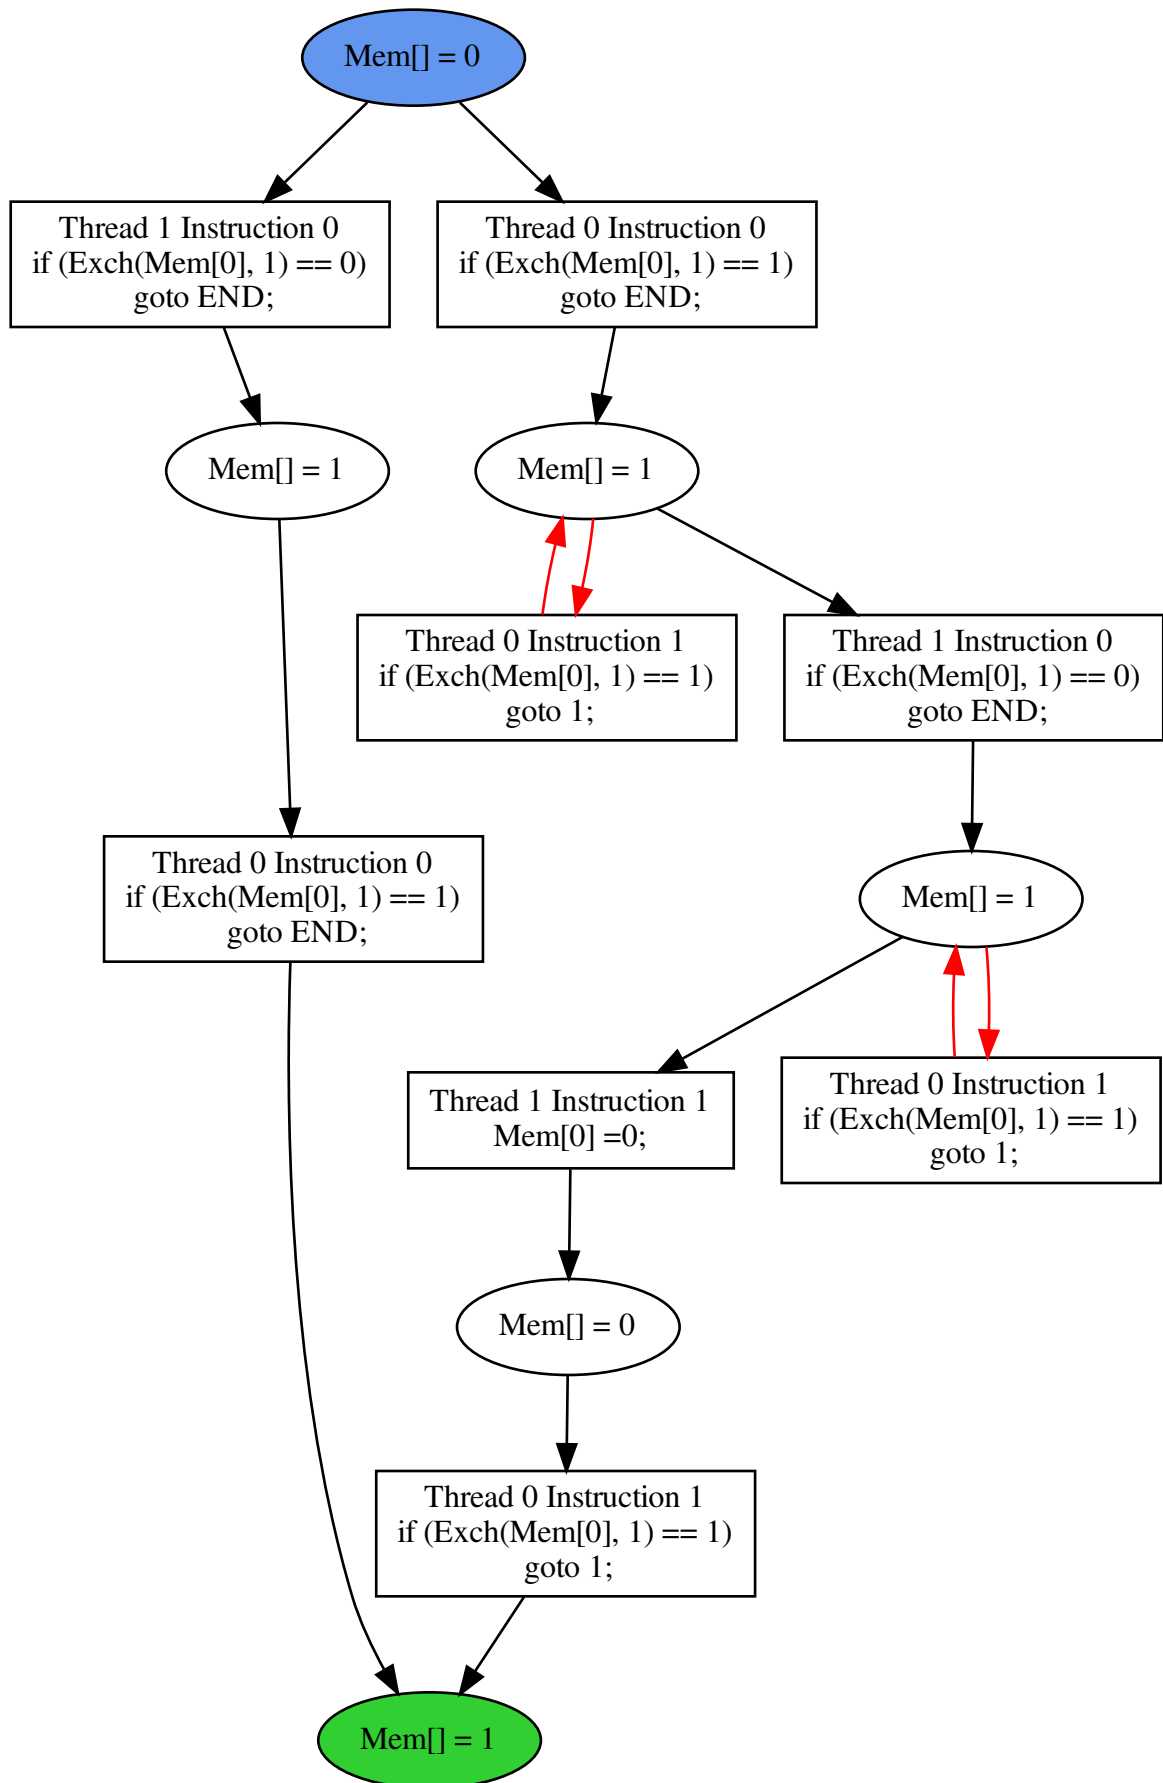 Mem[] = 0
Thread 1 Instruction 0
if (Exch(Mem[0], 1) == 0)
goto END;
Thread 0 Instruction 0
if (Exch(Mem[0], 1) == 1)
goto END;
Mem[] = 1
Mem[] = 1
Thread 0 Instruction 1
if (Exch(Mem[0], 1) == 1)
goto 1;
Thread 1 Instruction 0
if (Exch(Mem[0], 1) == 0)
goto END;
Thread 0 Instruction 0
if (Exch(Mem[0], 1) == 1)
goto END;
Mem[] = 1
Thread 1 Instruction 1
Mem[0] =0;
Thread 0 Instruction 1
if (Exch(Mem[0], 1) == 1)
goto 1;
Mem[] = 0
Thread 0 Instruction 1
if (Exch(Mem[0], 1) == 1)
goto 1;
Mem[] = 1